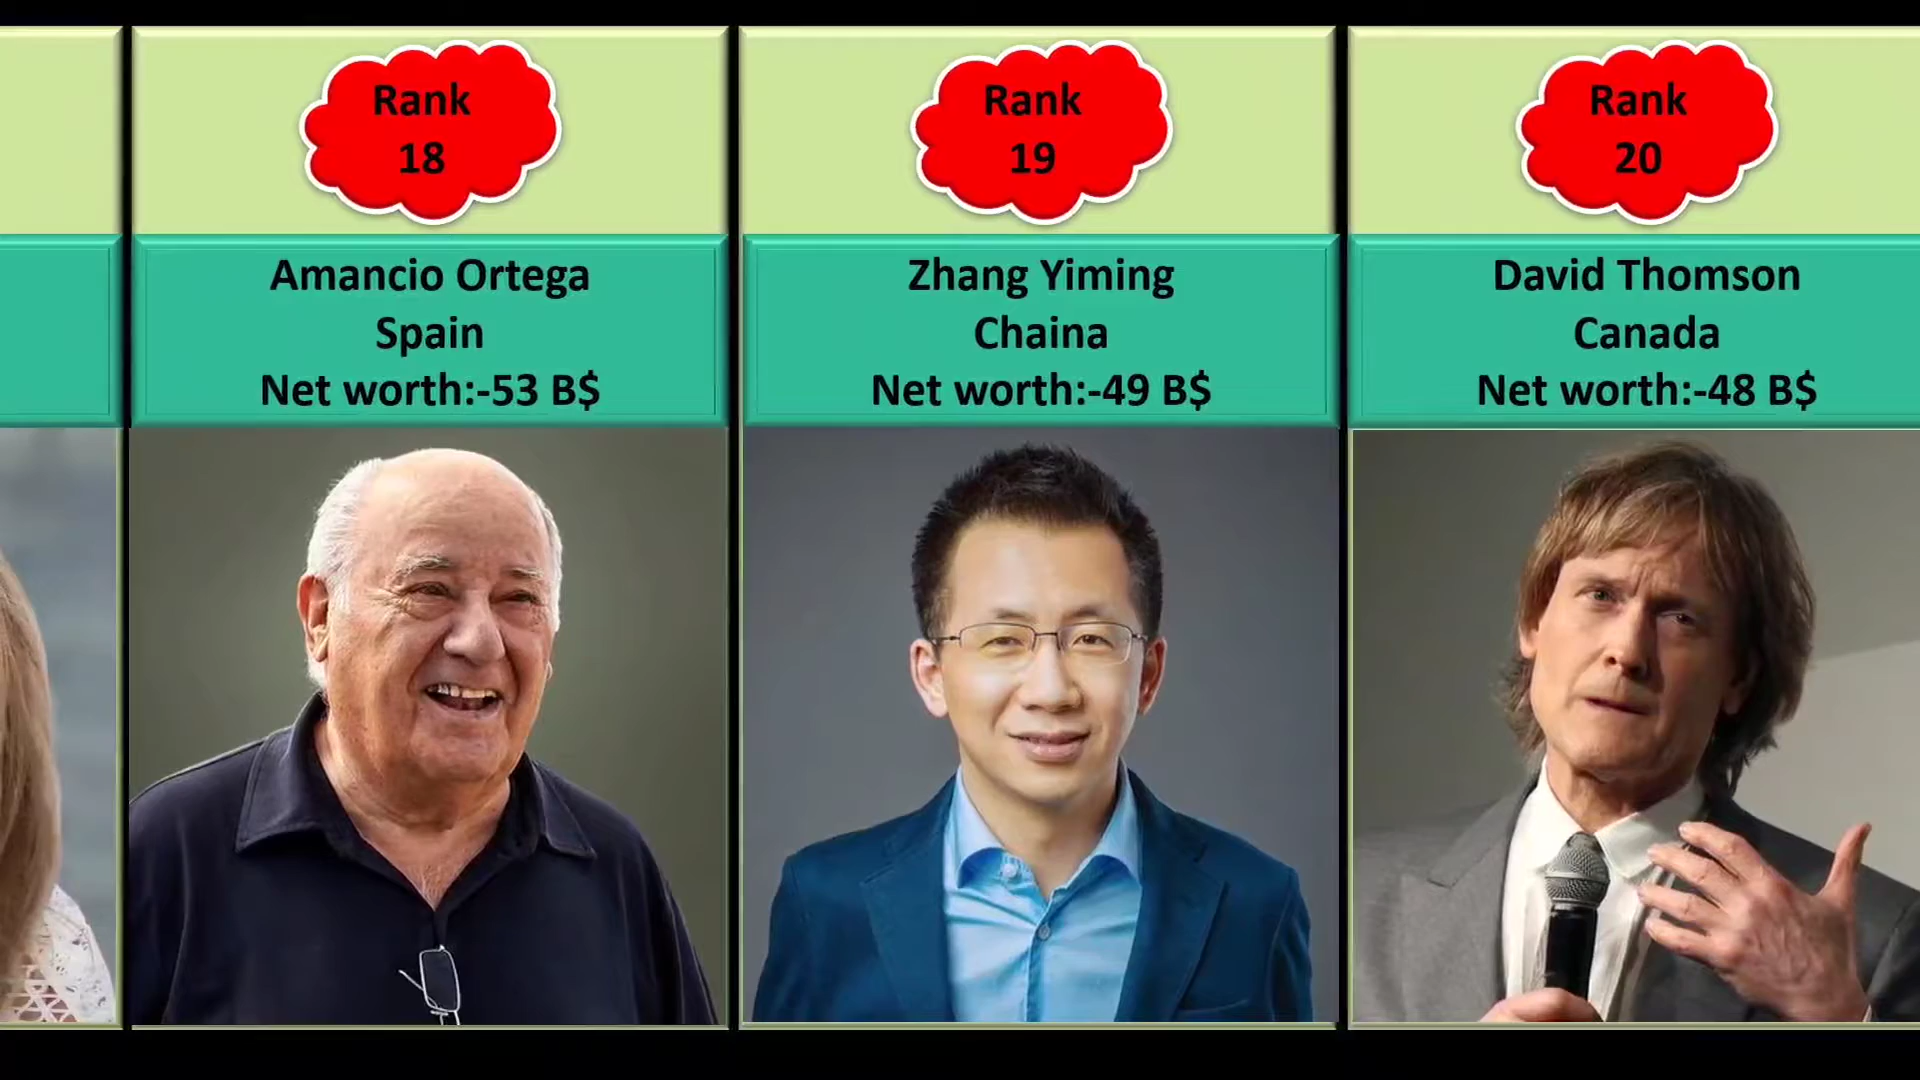 Rank
18
Amancio Ortega
Spain
Net worth:-53 B$
Rank
19
Zhang Yiming
Chaina
Net worth:-49 B$
Rank
20
David Thomson
Canada
Net worth:-48 B$